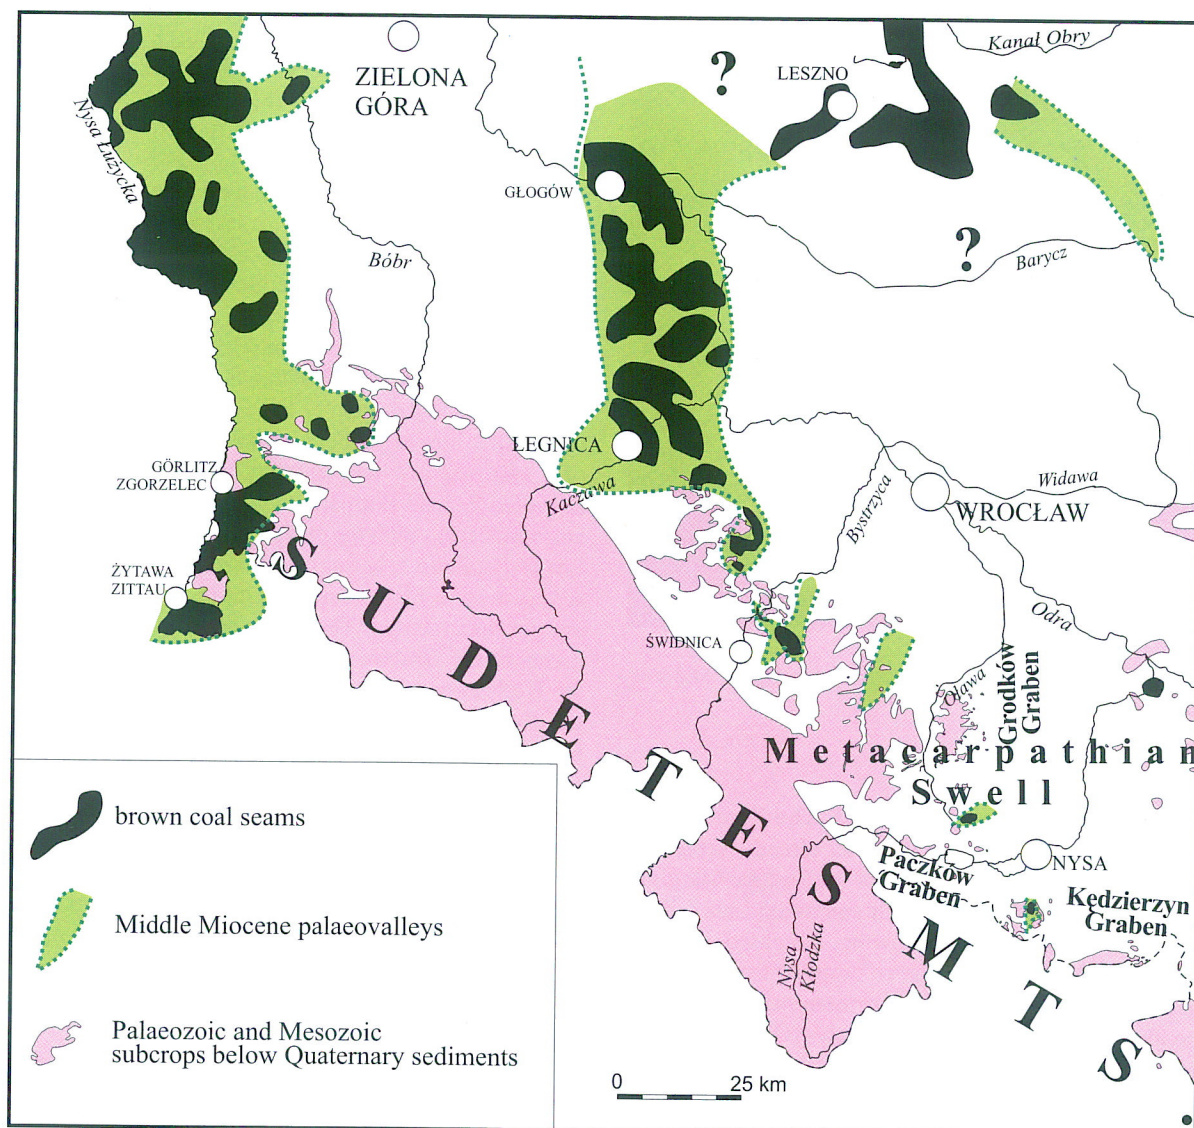 Kanał Obry
?
LESZNO
ZIELONA
GÓRA
Nysa Łużycka
GŁOGÓW
?
Barycz
Bóbr
ŁEGNICA
GÖRLITZ
ZGORZELEC
Kaczawa
Bystrzyca
Widawa
WROCŁAW
ŻYTAWA
ZITTAU
Odra
ŚWIDNICA
Oława
Grodków
Graben
Metacarpathian
Swell
SUDETES MTS.
Paczków
Graben
NYSA
Kędzierzyn
Graben
Nysa
Kłodzka
brown coal seams
Middle Miocene palaeovalleys
Palaeozoic and Mesozoic
subcrops below Quaternary sediments
0 25 km